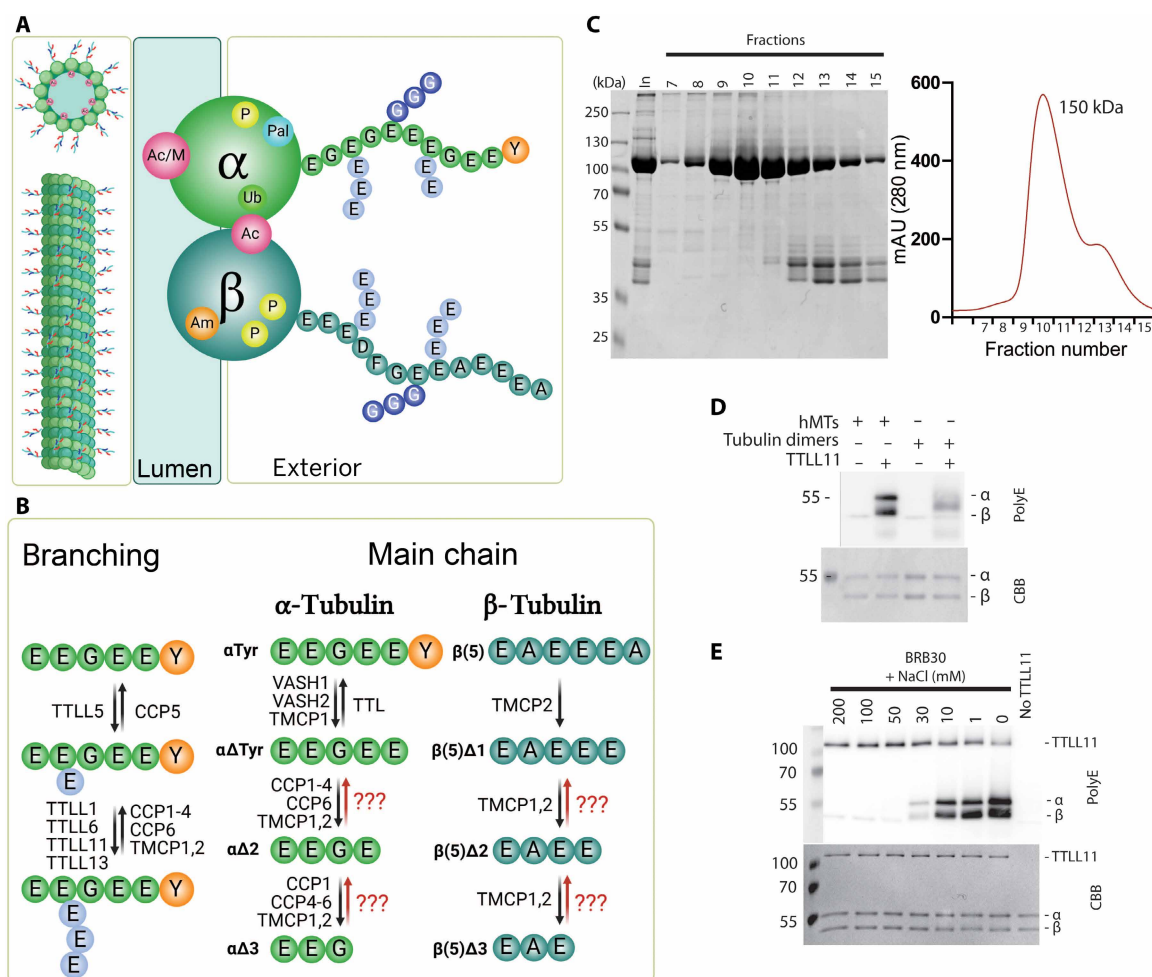 A
Ac/M
P
Pal
α
Ub
Ac
β
P
P
Am
E G E G E E E G E E Y
G G G
E E E
E E
E E E D F G E E A E E E A
E E E
E E E
G G G
Lumen
Exterior
B
Branching
Main chain
α-Tubulin
β- Tubulin
E E G E E Y
TTLL5
CCP5
E E G E E Y
E
TTLL1
TTLL6
TTLL11
TTLL13
CCP1-4
CCP6
TMCP1,2
E E G E E Y
E
E
E
αTyr
E E G E E Y
VASH1
VASH2
TMCP1
TTL
αΔTyr
E E G E E
CCP1-4
CCP6
TMCP1,2
???
αΔ2
E E G E
CCP1
CCP4-6
TMCP1,2
???
αΔ3
E E G
β(5)
E A E E E A
TMCP2
β(5)Δ1
E A E E E
TMCP1,2
???
β(5)Δ2
E A E E
TMCP1,2
???
β(5)Δ3
E A E
C
Fractions
(kDa)
In 7 8 9 10 11 12 13 14 15
250
130
100
70
55
35
25
mAU (280 nm)
600
400
200
0
150 kDa
7 8 9 10 11 12 13 14 15
Fraction number
D
hMTs + + - -
Tubulin dimers - - + +
TTLL11 - + - +
55 -
- α
- β
PolyE
55 -
- α
- β
CBB
E
BRB30
+ NaCl (mM)
200 100 50 30 10 1 0 No TTLL11
100
70
55
-TTLL11
- α
- β
PolyE
100
70
55
-TTLL11
- α
- β
CBB